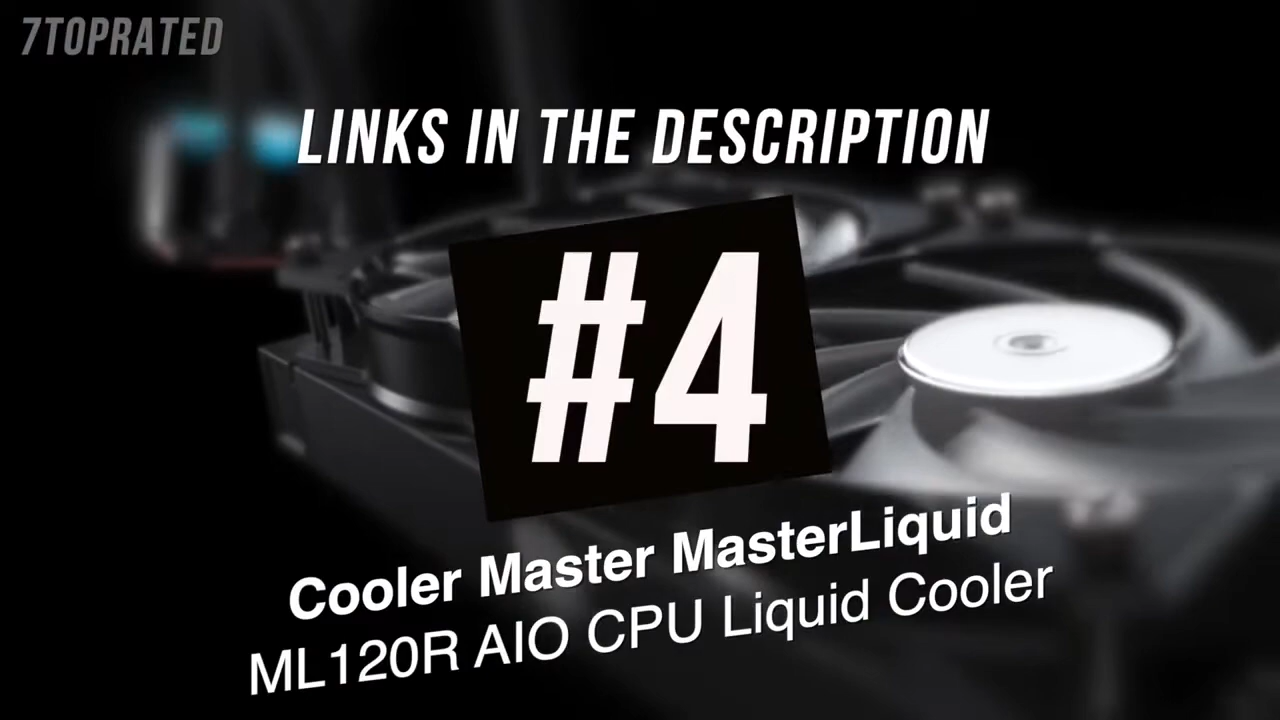 7TOPRATED
LINKS IN THE DESCRIPTION
#4
Cooler Master MasterLiquid
ML120R AIO CPU Liquid Cooler